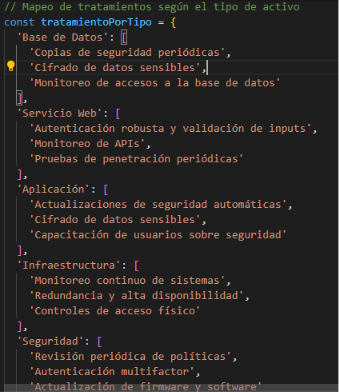 // Mapeo de tratamientos según el tipo de activo
const tratamientoPorTipo = {
'Base de Datos': [
'Copias de seguridad periódicas',
'Cifrado de datos sensibles',
'Monitoreo de accesos a la base de datos'
],
'Servicio Web': [
'Autenticación robusta y validación de inputs',
'Monitoreo de APIs',
'Pruebas de penetración periódicas'
],
'Aplicación': [
'Actualizaciones de seguridad automáticas',
'Cifrado de datos sensibles',
'Capacitación de usuarios sobre seguridad'
],
'Infraestructura': [
'Monitoreo continuo de sistemas',
'Redundancia y alta disponibilidad',
'Controles de acceso físico'
],
'Seguridad': [
'Revisión periódica de políticas',
'Autenticación multifactor',
'Actualización de firmware y software